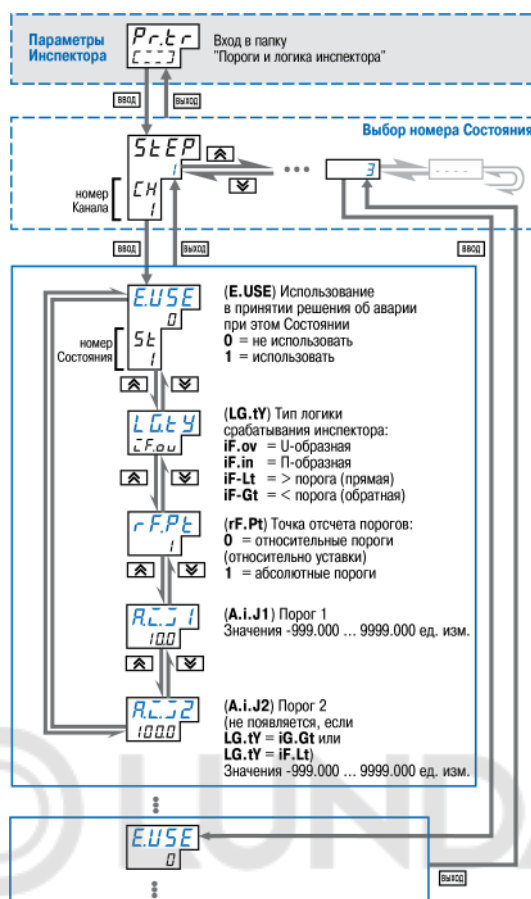 Параметры
Инспектора
Pr.tr
[---]
Вход в папку
"Пороги и логика инспектора"
ВВОД
ВЫХОД
Выбор номера Состояния
StEP
1
номер
Канала
CH
1
...
3
----
ВВОД
ВЫХОД
ВВОД
E.USE
0
номер
Состояния
St
1
(E.USE) Использование
в принятии решения об аварии
при этом Состоянии
0 = не использовать
1 = использовать
LG.tY
iF.ov
(LG.tY) Тип логики
срабатывания инспектора:
iF.ov = U-образная
iF.in = П-образная
iF-Lt = > порога (прямая)
iF-Gt = < порога (обратная)
rF.Pt
1
(rF.Pt) Точка отсчета порогов:
0 = относительные пороги
(относительно уставки)
1 = абсолютные пороги
A.i.J1
10.0
(A.i.J1) Порог 1
Значения -999.000 ... 9999.000 ед. изм.
A.i.J2
100.0
(A.i.J2) Порог 2
(не появляется, если
LG.tY = iG.Gt или
LG.tY = iF.Lt)
Значения -999.000 ... 9999.000 ед. изм.
LUNDA
E.USE
0
ВЫХОД